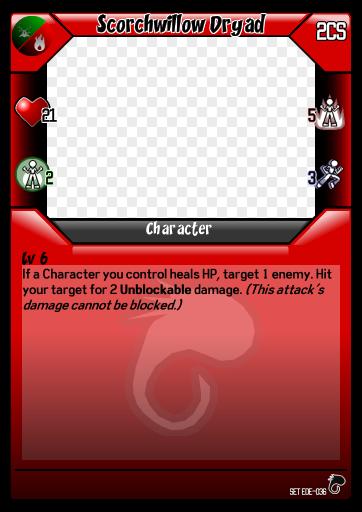 Scorchwillow Dryad
2CS
21
5
2
3
Character
Lv 6
If a Character you control heals HP, target 1 enemy. Hit
your target for 2 Unblockable damage. (This attack's
damage cannot be blocked.)
SET EOE-036